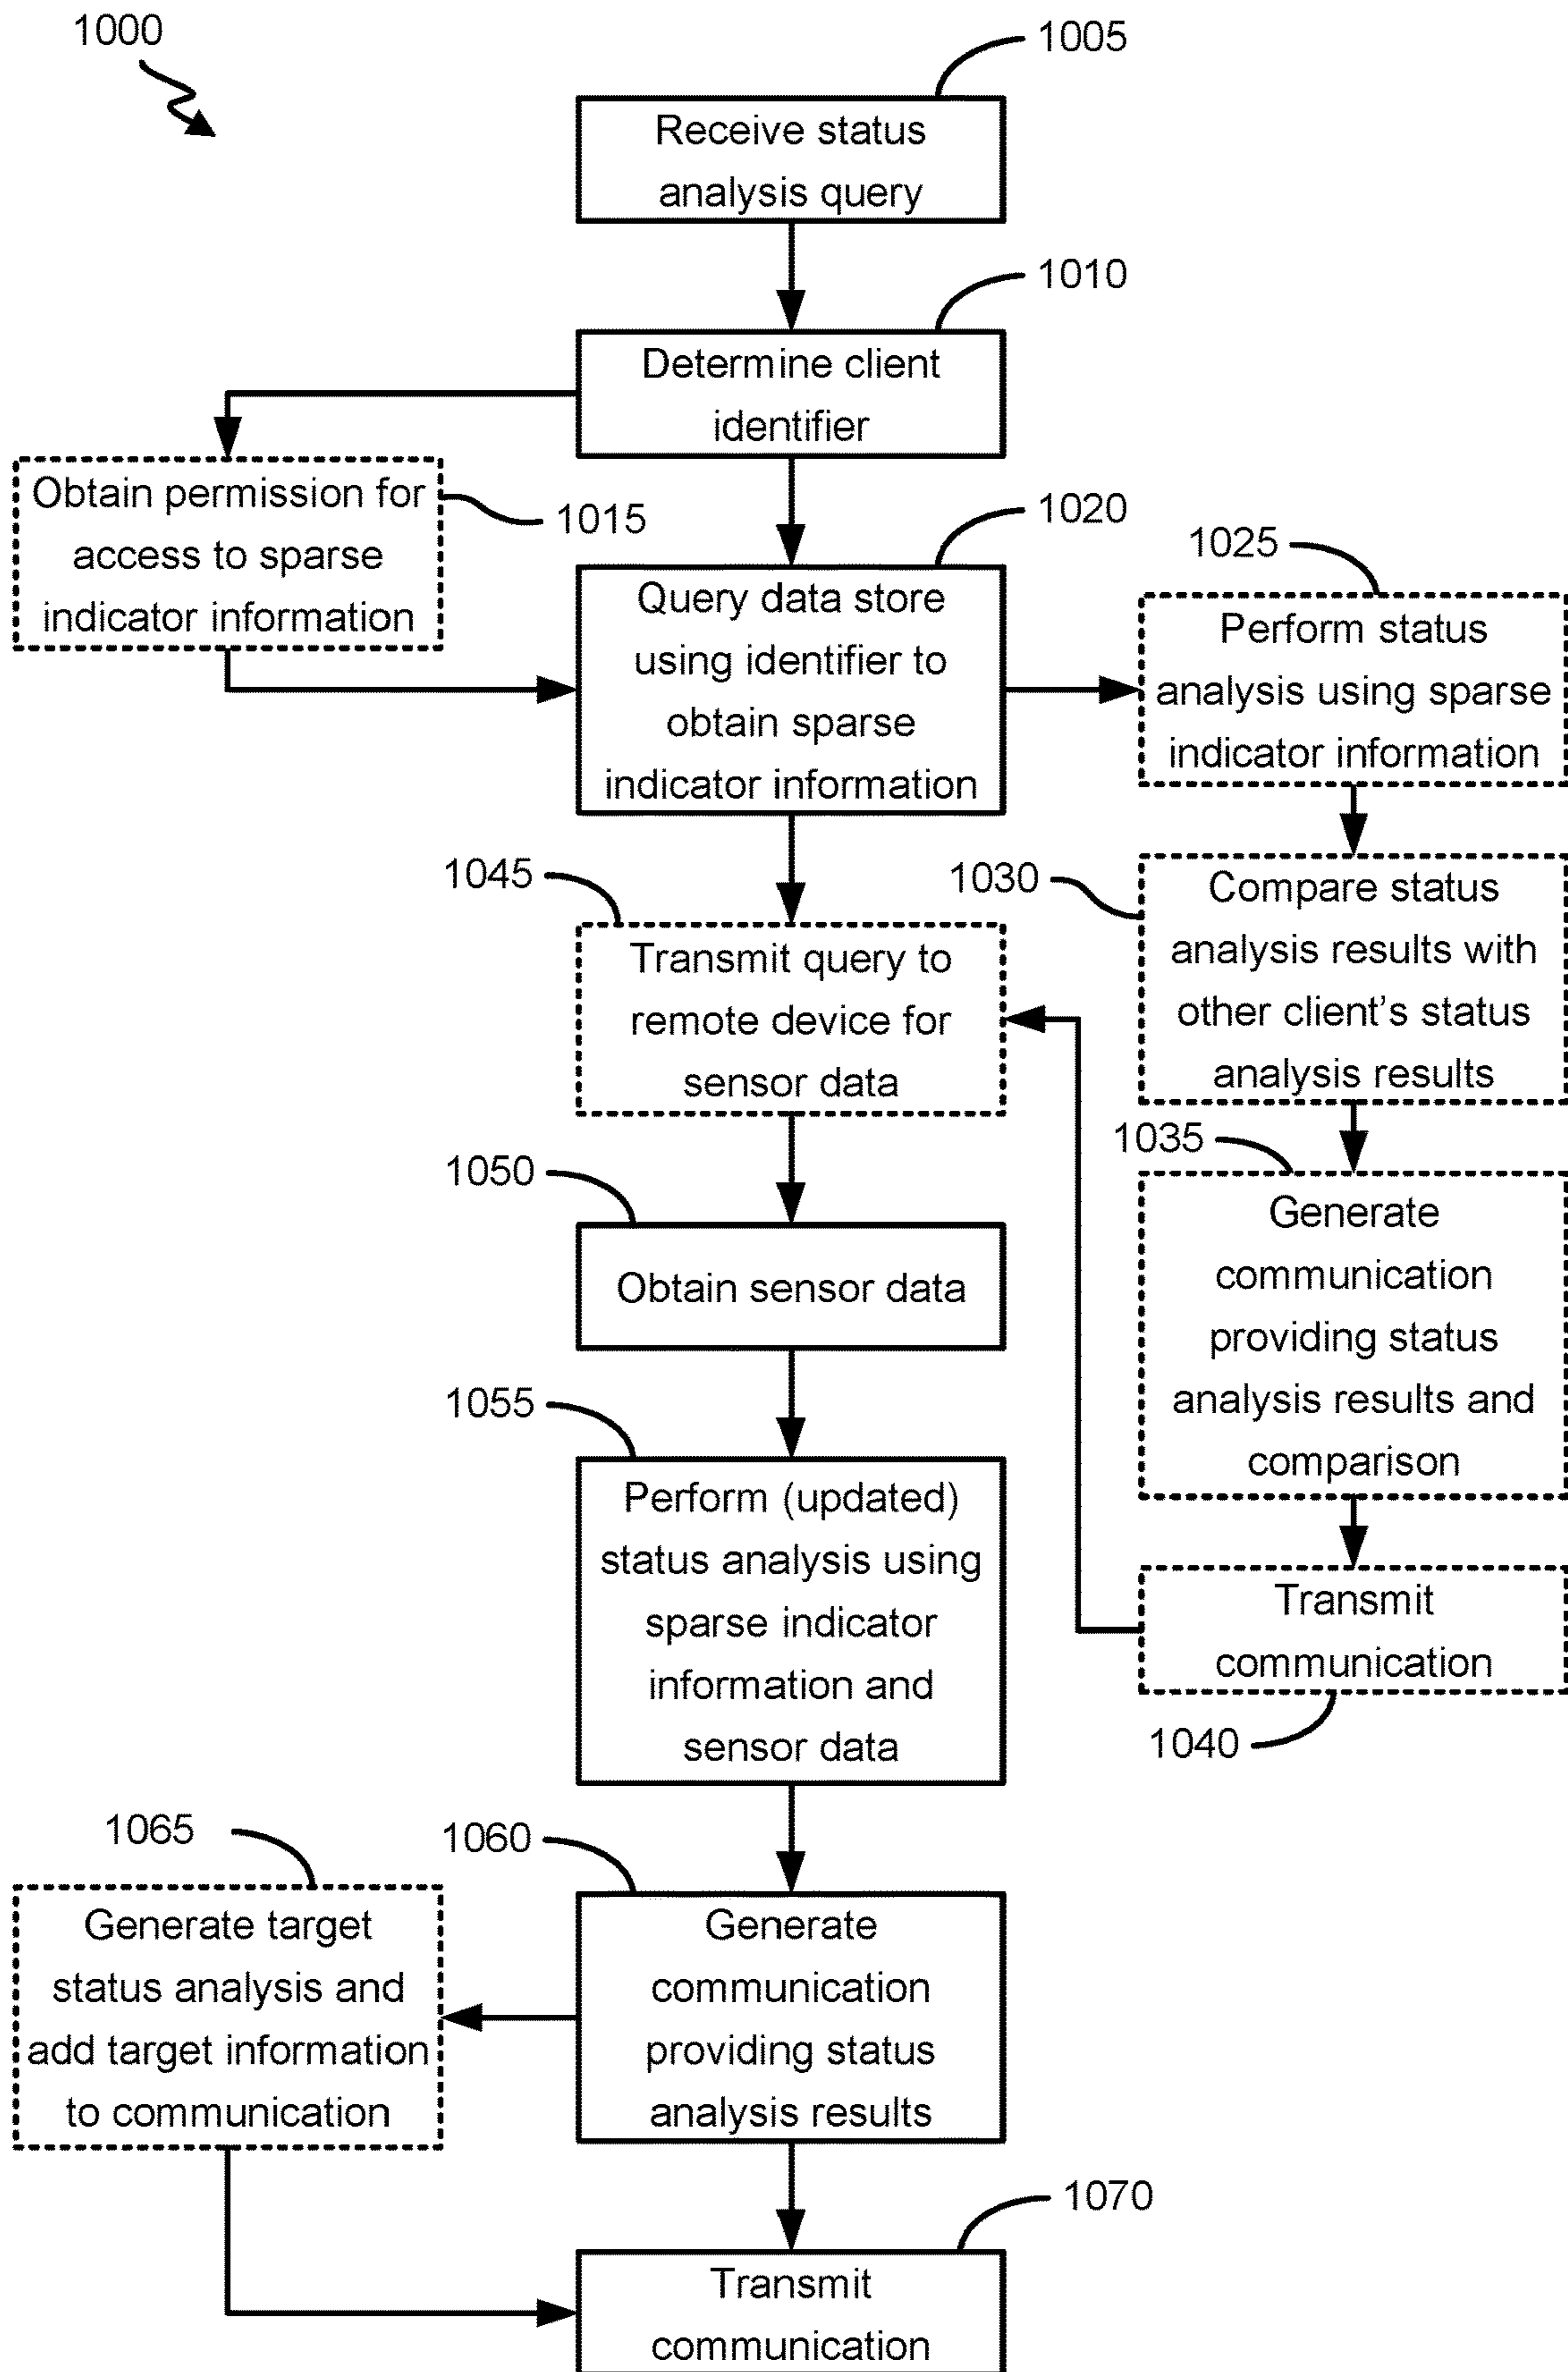 1000
1005
Receive status
analysis query
1010
Determine client
identifier
Obtain permission for
access to sparse
indicator information
1015
1020
Query data store
using identifier to
obtain sparse
indicator information
1025
Perform status
analysis using sparse
indicator information
1030
Compare status
analysis results with
other client's status
analysis results
1035
Generate
communication
providing status
analysis results and
comparison
Transmit
communication
1040
1045
Transmit query to
remote device for
sensor data
1050
Obtain sensor data
1055
Perform (updated)
status analysis using
sparse indicator
information and
sensor data
1060
Generate
communication
providing status
analysis results
1065
Generate target
status analysis and
add target information
to communication
1070
Transmit
communication